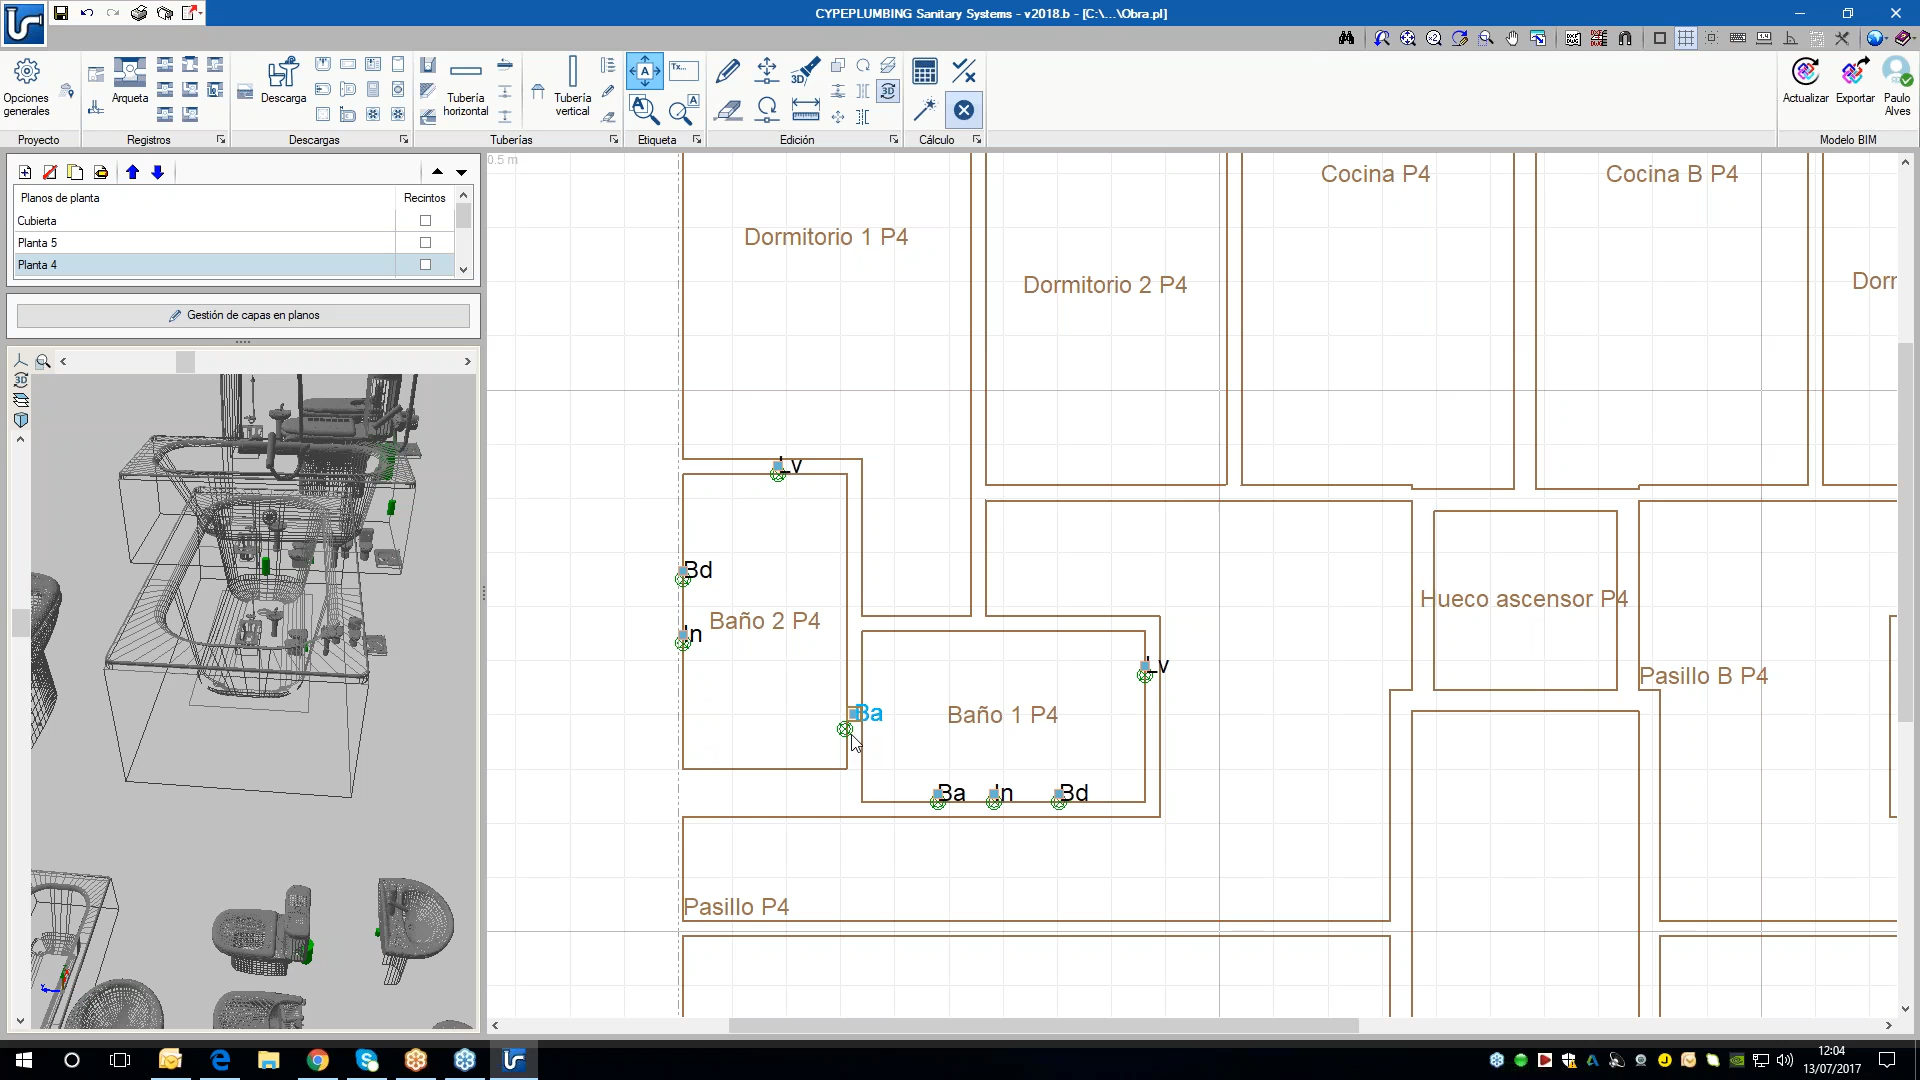 CYPEPLUMBING Sanitary Systems - v2018.b - [C:\...\Obra.pl]
Opciones generales
Arqueta
Descarga
Tubería horizontal
Tubería vertical
Tx...
A
3D
Actualizar
Exportar
Paulo Alves
Proyecto
Registros
Descargas
Tuberías
Etiqueta
Edición
Cálculo
Modelo BIM
Planos de planta
Recintos
Cubierta
Planta 5
Planta 4
Gestión de capas en planos
3D
0.5 m
Cocina P4
Cocina B P4
Dormitorio 1 P4
Dormitorio 2 P4
Dorr
Lv
Bd
Baño 2 P4
In
Hueco ascensor P4
Lv
Pasillo B P4
Ba
Baño 1 P4
Ba
In
Bd
Pasillo P4
12:04
13/07/2017